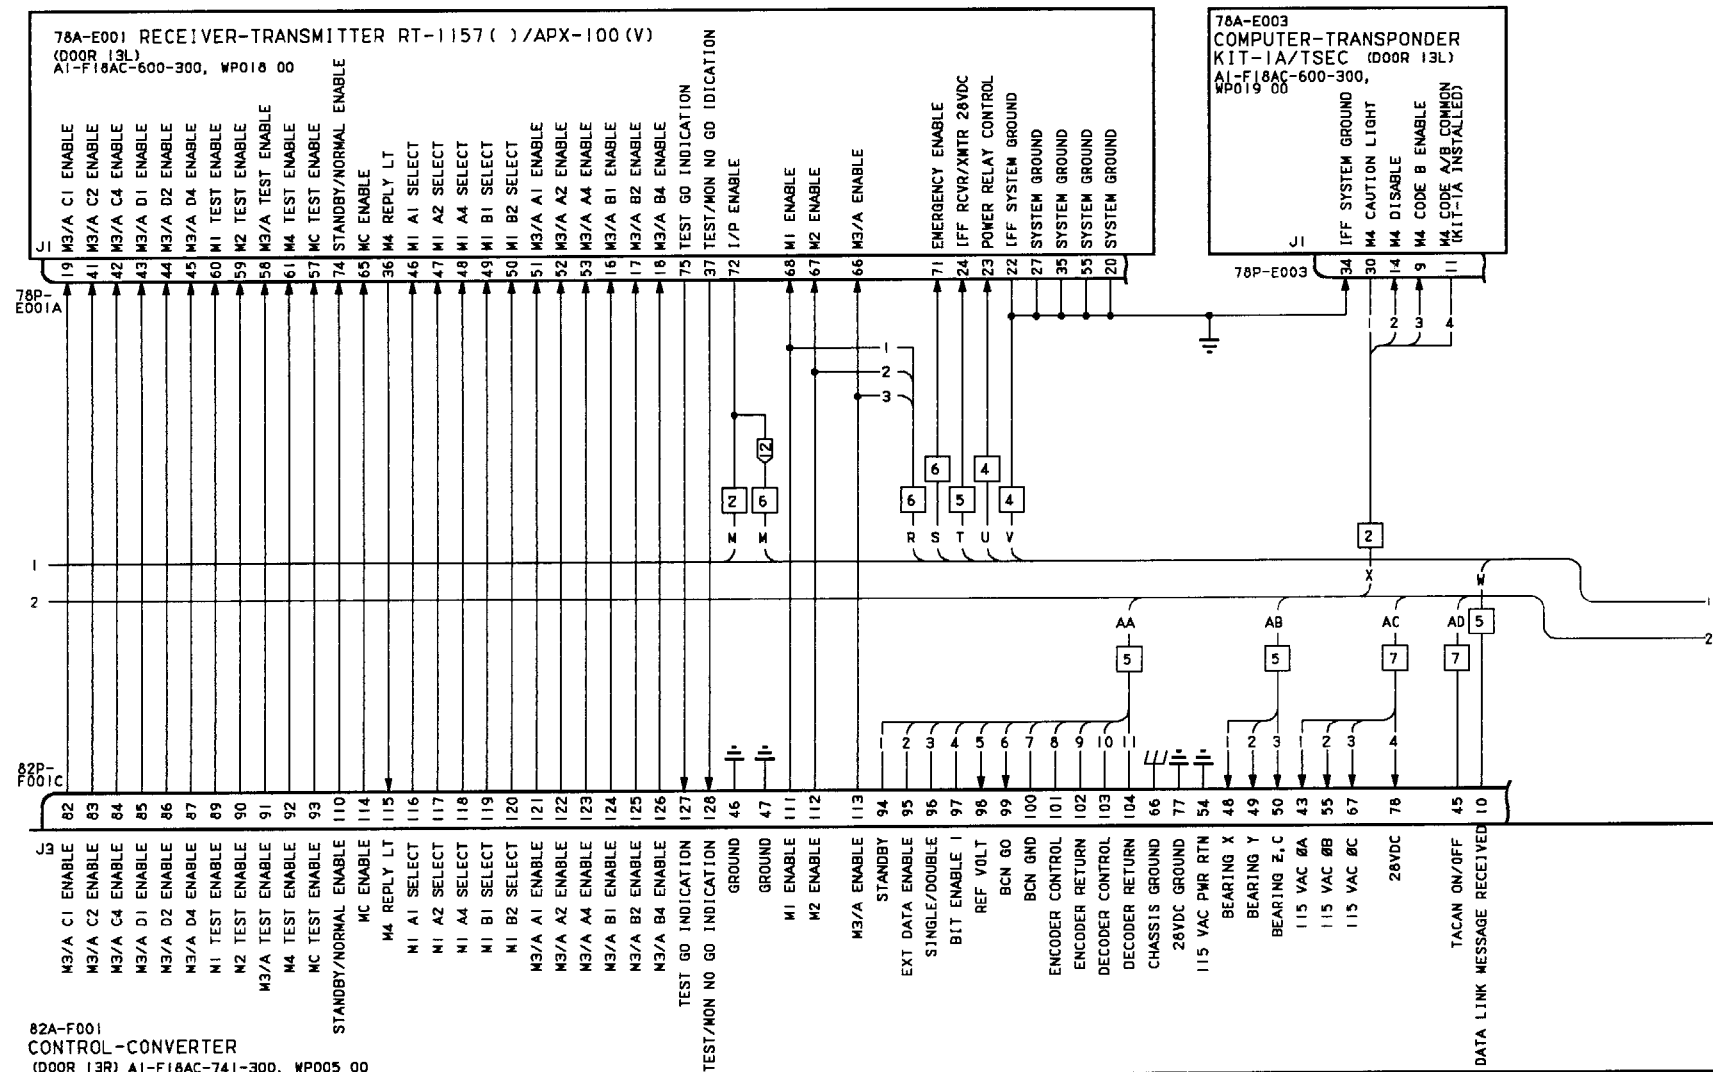 78A-E001 RECEIVER-TRANSMITTER RT-1157( )/APX-100(V)
(DOOR 13L)
A1-F18AC-600-300, WP018 00
78A-E003
COMPUTER-TRANSPONDER
KIT-1A/TSEC (DOOR 13L)
A1-F18AC-600-300,
WP019 00
J1
M3/A C1 ENABLE
M3/A C2 ENABLE
M3/A C4 ENABLE
M3/A D1 ENABLE
M3/A D2 ENABLE
M3/A D4 ENABLE
M1 TEST ENABLE
M2 TEST ENABLE
M3/A TEST ENABLE
M4 TEST ENABLE
MC TEST ENABLE
STANDBY/NORMAL ENABLE
MC ENABLE
M4 REPLY LT
M1 A1 SELECT
M1 A2 SELECT
M1 A4 SELECT
M1 B1 SELECT
M1 B2 SELECT
M3/A A1 ENABLE
M3/A A2 ENABLE
M3/A A4 ENABLE
M3/A B1 ENABLE
M3/A B2 ENABLE
M3/A B4 ENABLE
TEST GO INDICATION
TEST/MON NO GO IDICATION
I/P ENABLE
M1 ENABLE
M2 ENABLE
M3/A ENABLE
EMERGENCY ENABLE
IFF RCVR/XMTR 28VDC
POWER RELAY CONTROL
IFF SYSTEM GROUND
SYSTEM GROUND
SYSTEM GROUND
SYSTEM GROUND
SYSTEM GROUND
J1
IFF SYSTEM GROUND
M4 CAUTION LIGHT
M4 DISABLE
M4 CODE B ENABLE
M4 CODE A/B COMMON
(KIT-1A INSTALLED)
19 41 42 43 44 45 60 59 58 61 57 74 65 36 46 47 48 49 50 51 52 53 16 17 18 75 37 72 68 67 66 71 24 23 22 27 35 55 20
78P-E003 34 30 14 9 11
78P-
E001A
1 2 3 4
1
2
3
12
6 4
2 6 6 5 4
2
M M R S T U V
1
X W
2
1
AA AB AC AD 5
2
5 5 7 7
1 2 3 4 5 6 7 8 9 10 11 1 2 3 1 2 3 4
82P-
F001C
82 83 84 85 86 87 89 90 91 92 93 110 114 115 116 117 118 119 120 121 122 123 124 125 126 127 128 46 47 111 112 113 94 95 96 97 98 99 100 101 102 103 104 66 77 54 48 49 50 43 55 67 78 45 10
J3
M3/A C1 ENABLE
M3/A C2 ENABLE
M3/A C4 ENABLE
M3/A D1 ENABLE
M3/A D2 ENABLE
M3/A D4 ENABLE
M1 TEST ENABLE
M2 TEST ENABLE
M3/A TEST ENABLE
M4 TEST ENABLE
MC TEST ENABLE
STANDBY/NORMAL ENABLE
MC ENABLE
M4 REPLY LT
M1 A1 SELECT
M1 A2 SELECT
M1 A4 SELECT
M1 B1 SELECT
M1 B2 SELECT
M3/A A1 ENABLE
M3/A A2 ENABLE
M3/A A4 ENABLE
M3/A B1 ENABLE
M3/A B2 ENABLE
M3/A B4 ENABLE
TEST GO INDICATION
TEST/MON NO GO INDICATION
GROUND
GROUND
M1 ENABLE
M2 ENABLE
M3/A ENABLE
STANDBY
EXT DATA ENABLE
SINGLE/DOUBLE
BIT ENABLE 1
REF VOLT
BCN GO
BCN GND
ENCODER CONTROL
ENCODER RETURN
DECODER CONTROL
DECODER RETURN
CHASSIS GROUND
28VDC GROUND
115 VAC PWR RTN
BEARING X
BEARING Y
BEARING Z,C
115 VAC ØA
115 VAC ØB
115 VAC ØC
28VDC
TACAN ON/OFF
DATA LINK MESSAGE RECEIVED
82A-F001
CONTROL-CONVERTER
(DOOR 13R) A1-F18AC-741-300, WP005 00